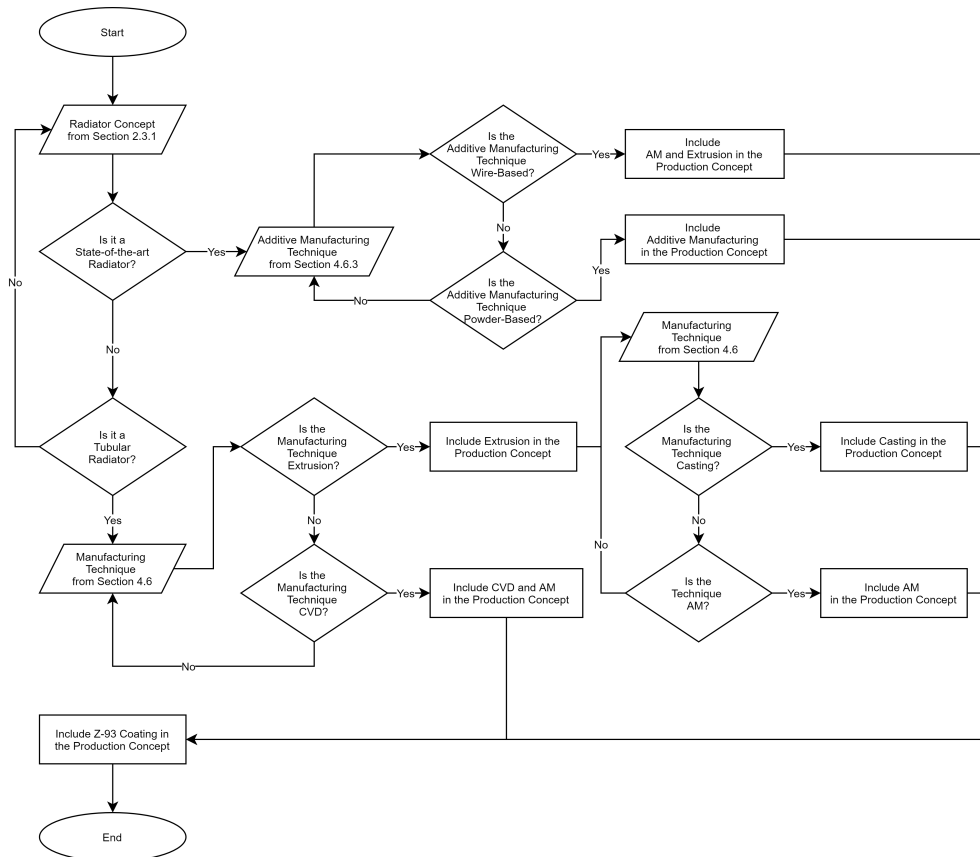 Start
Radiator Concept
from Section 2.3.1
Is it a
State-of-the-art
Radiator?
Yes
No
No
Is it a
Tubular
Radiator?
Yes
Manufacturing
Technique
from Section 4.6
Additive Manufacturing
Technique
from Section 4.6.3
Is the
Additive Manufacturing
Technique
Wire-Based?
Yes
Include
AM and Extrusion in the
Production Concept
No
Is the
Additive Manufacturing
Technique
Powder-Based?
No
Yes
Include
Additive Manufacturing
in the Production Concept
Is the
Manufacturing
Technique
Extrusion?
Yes
Include Extrusion in the
Production Concept
No
Is the
Manufacturing
Technique
CVD?
Yes
Include CVD and AM
in the Production Concept
No
Manufacturing
Technique
from Section 4.6
Is the
Manufacturing
Technique
Casting?
Yes
Include Casting in the
Production Concept
No
No
Is the
Technique
AM?
Yes
Include AM
in the Production Concept
Include Z-93 Coating in
the Production Concept
End